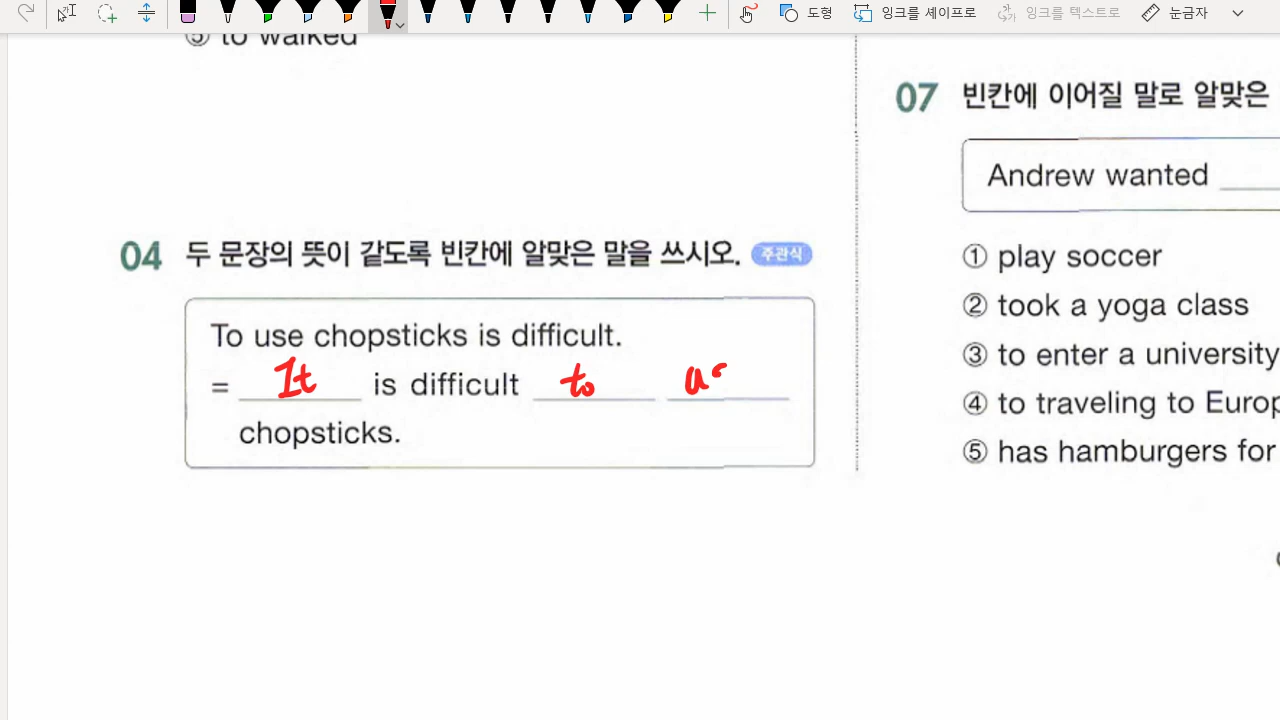 도형
잉크를 셰이프로
잉크를 텍스트로
눈금자
⑤ to walked
04 두 문장의 뜻이 같도록 빈칸에 알맞은 말을 쓰시오. 주관식
To use chopsticks is difficult.
= It is difficult to us
chopsticks.
07 빈칸에 이어질 말로 알맞은
Andrew wanted
① play soccer
② took a yoga class
③ to enter a university
④ to traveling to Europ
⑤ has hamburgers for